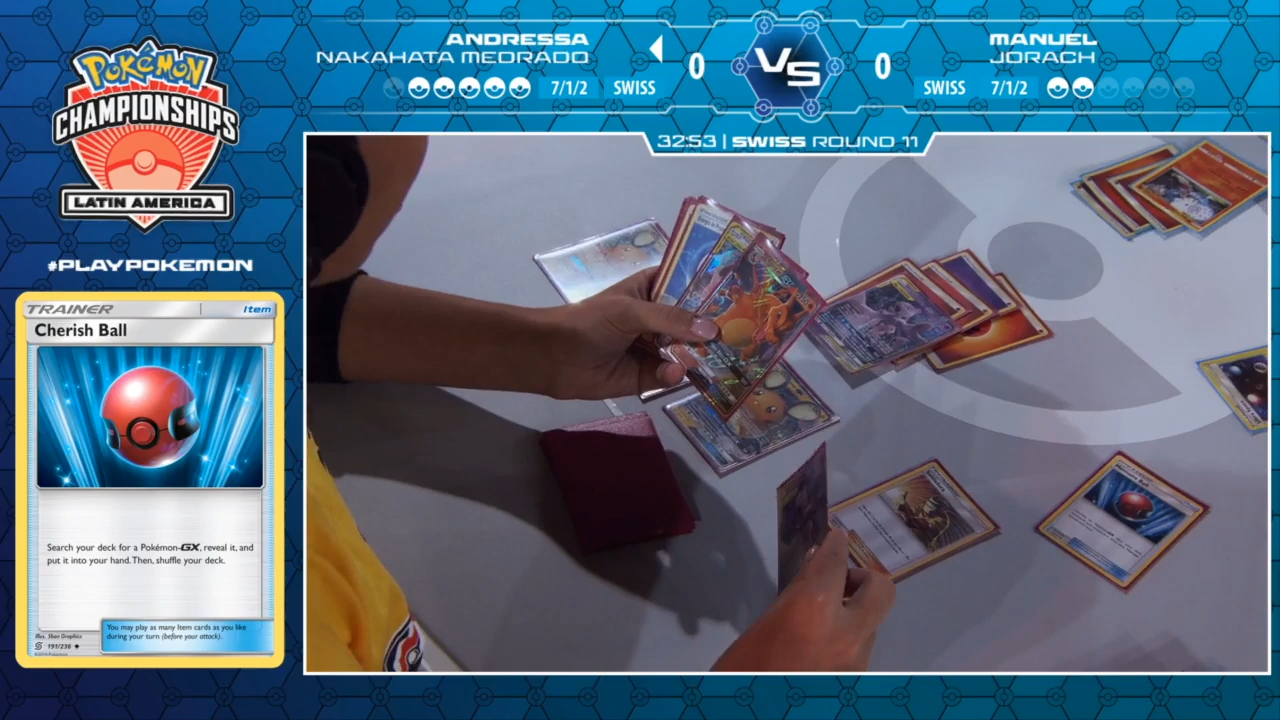 POKéMON
CHAMPIONSHIPS
LATIN AMERICA
#PLAYPOKEMON
ANDRESSA
NAKAHATA MEDRADO
7/1/2 SWISS
0
VS
0
MANUEL
JORACH
SWISS 7/1/2
32:53 | SWISS ROUND 11
TRAINER Item
Cherish Ball
Search your deck for a Pokémon-GX, reveal it, and
put it into your hand. Then, shuffle your deck.
You may play as many Item cards as you like
during your turn (before your attack).
191/236